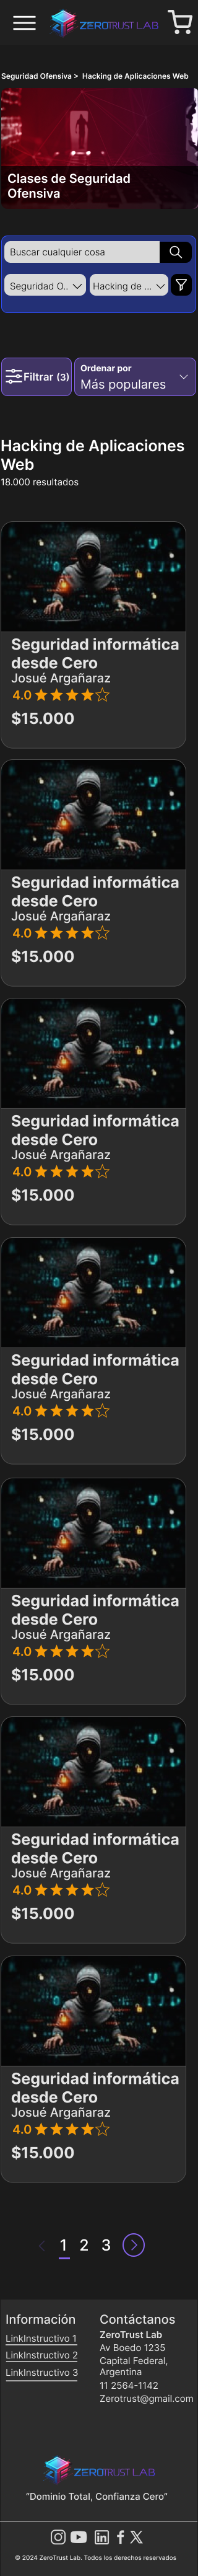 ZEROTRUST LAB
Seguridad Ofensiva > Hacking de Aplicaciones Web
Clases de Seguridad
Ofensiva
Buscar cualquier cosa
Seguridad O.. Hacking de ...
Filtrar (3)
Ordenar por
Más populares
Hacking de Aplicaciones
Web
18.000 resultados
Seguridad informática
desde Cero
Josué Argañaraz
4.0
$15.000
Seguridad informática
desde Cero
Josué Argañaraz
4.0
$15.000
Seguridad informática
desde Cero
Josué Argañaraz
4.0
$15.000
Seguridad informática
desde Cero
Josué Argañaraz
4.0
$15.000
Seguridad informática
desde Cero
Josué Argañaraz
4.0
$15.000
Seguridad informática
desde Cero
Josué Argañaraz
4.0
$15.000
Seguridad informática
desde Cero
Josué Argañaraz
4.0
$15.000
1 2 3
Información
LinkInstructivo 1
LinkInstructivo 2
LinkInstructivo 3
Contáctanos
ZeroTrust Lab
Av Boedo 1235
Capital Federal,
Argentina
11 2564-1142
Zerotrust@gmail.com
ZEROTRUST LAB
“Dominio Total, Confianza Cero”
© 2024 ZeroTrust Lab. Todos los derechos reservados